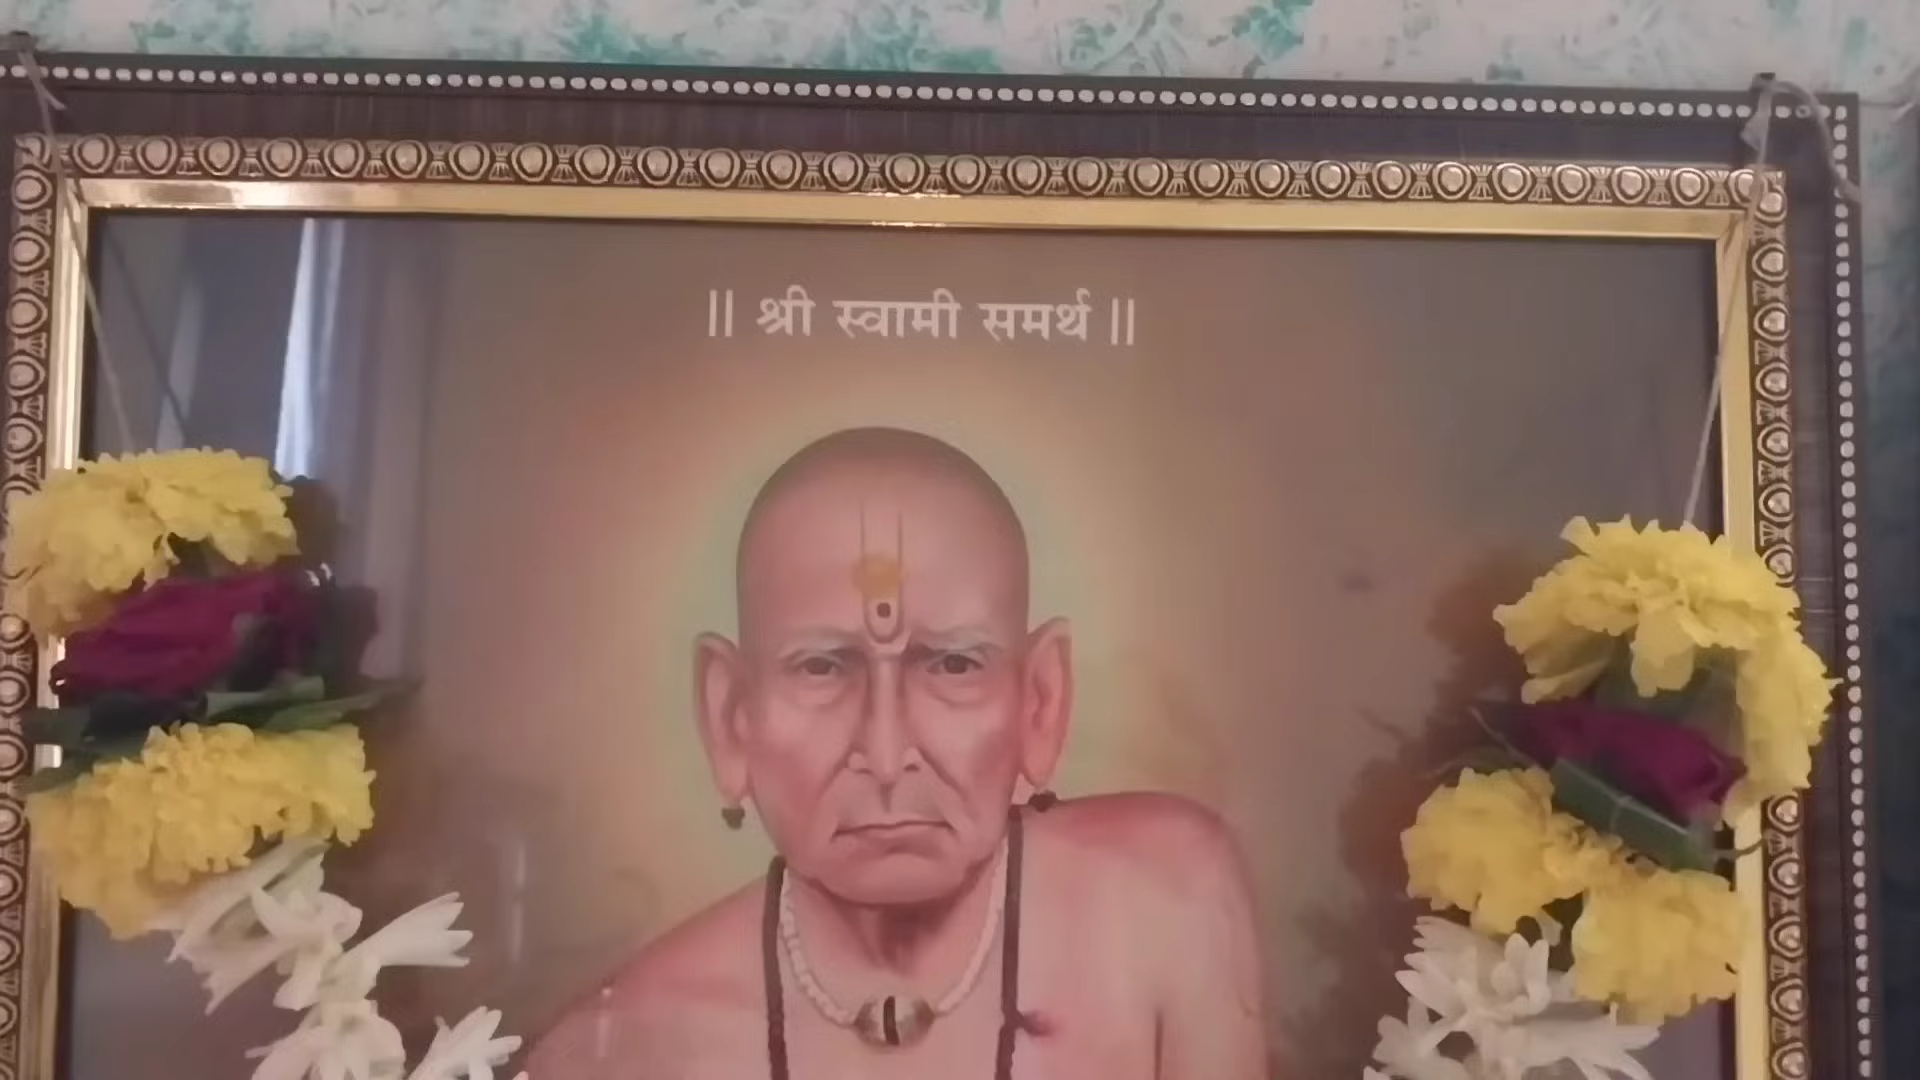 || श्री स्वामी समर्थ ||